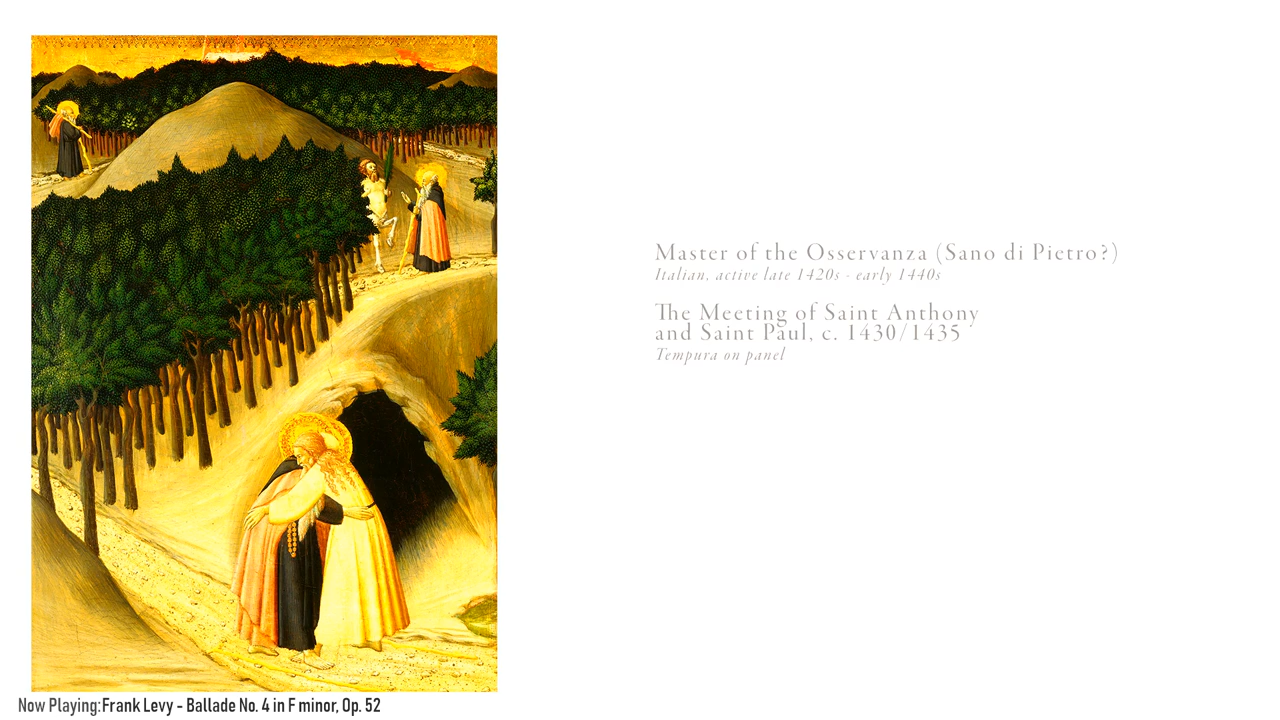 Master of the Osservanza (Sano di Pietro?)
Italian, active late 1420s - early 1440s
The Meeting of Saint Anthony
and Saint Paul, c. 1430/1435
Tempura on panel
Now Playing: Frank Levy - Ballade No. 4 in F minor, Op. 52